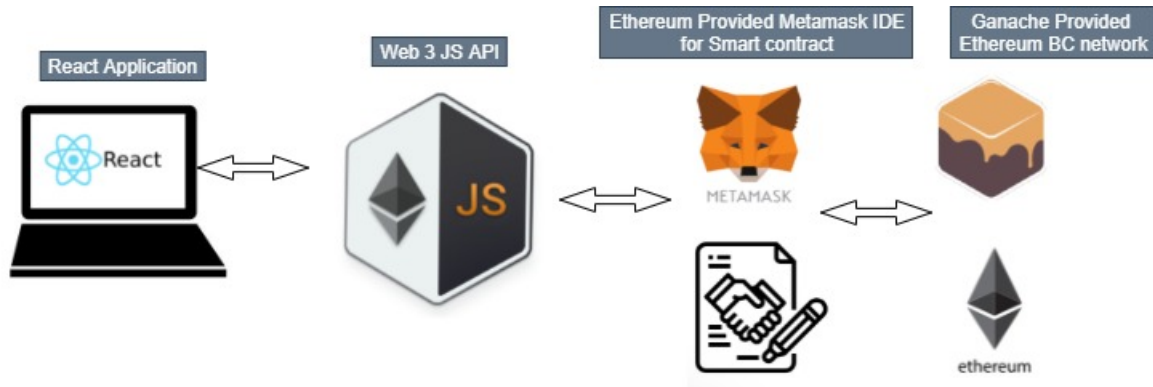 React Application
Web 3 JS API
Ethereum Provided Metamask IDE
for Smart contract
Ganache Provided
Ethereum BC network
React
JS
METAMASK
ethereum